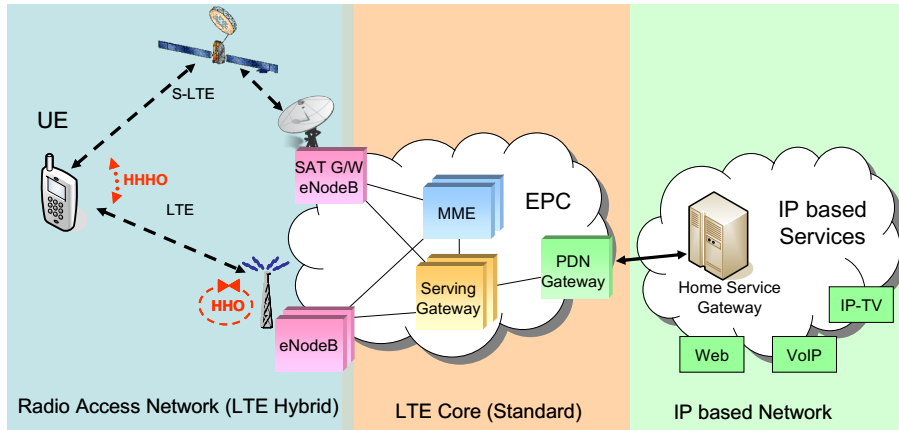 S-LTE
UE
HHHO
LTE
HHO
SAT G/W
eNodeB
eNodeB
MME
EPC
Serving
Gateway
PDN
Gateway
IP based
Services
Home Service
Gateway
IP-TV
Web
VoIP
Radio Access Network (LTE Hybrid)
LTE Core (Standard)
IP based Network